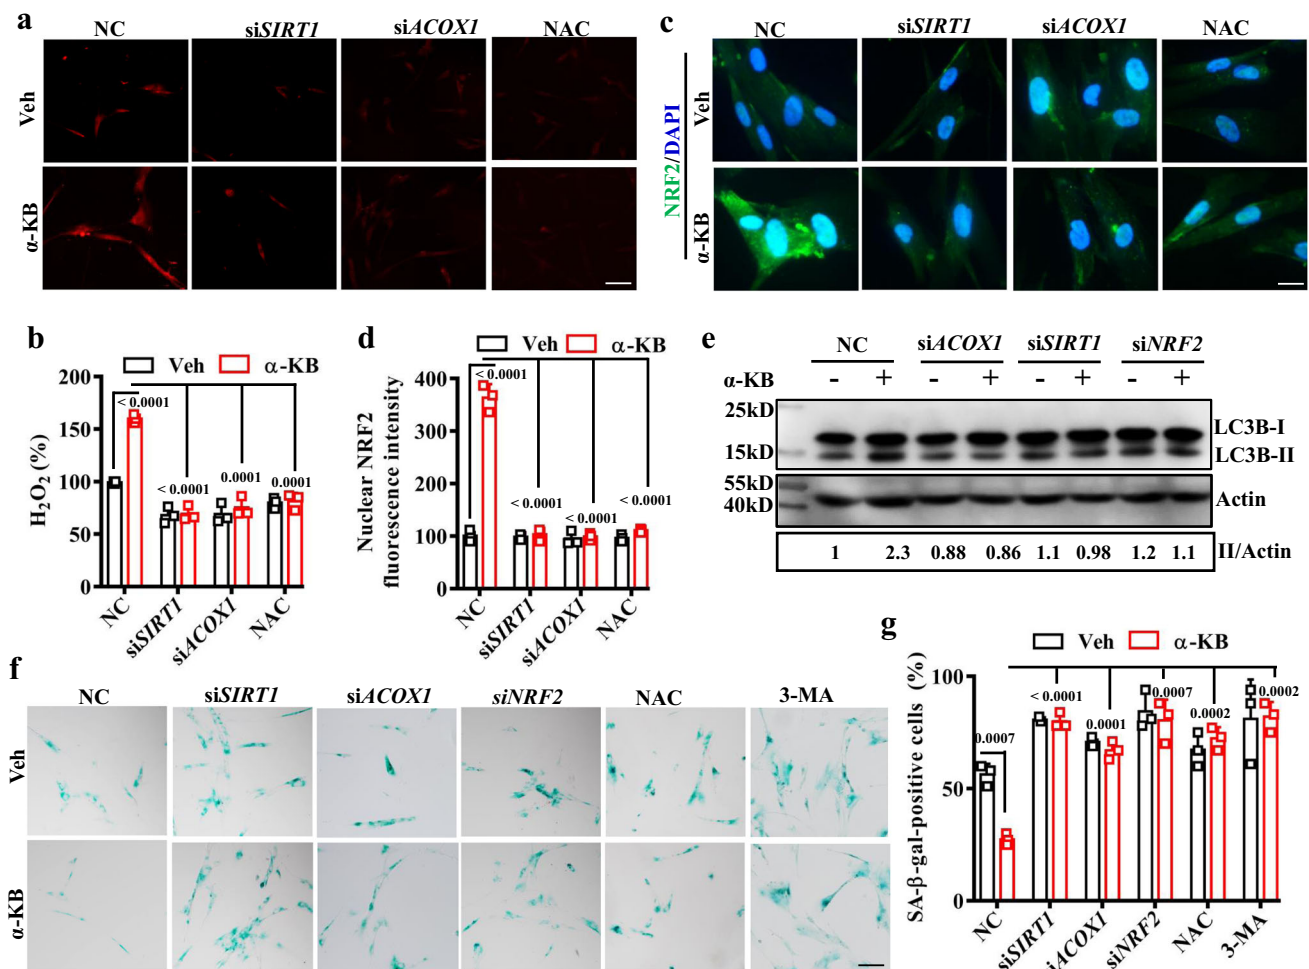 a
NC siSIRT1 siACOX1 NAC
Veh
α-KB
c
NC siSIRT1 siACOX1 NAC
NRF2/DAPI
Veh
α-KB
b
Veh α-KB
H₂O₂ (%)
200
150
100
50
0
< 0.0001
< 0.0001
0.0001
0.0001
NC siSIRT1 siACOX1 NAC
d
Veh α-KB
Nuclear NRF2
fluorescence intensity
400
300
200
100
0
< 0.0001
< 0.0001
< 0.0001
< 0.0001
NC siSIRT1 siACOX1 NAC
e
NC siACOX1 siSIRT1 siNRF2
α-KB - + - + - + - +
25kD
15kD
LC3B-I
LC3B-II
55kD
40kD
Actin
1 2.3 0.88 0.86 1.1 0.98 1.2 1.1 II/Actin
f
NC siSIRT1 siACOX1 siNRF2 NAC 3-MA
Veh
α-KB
g
Veh α-KB
SA-β-gal-positive cells (%)
100
50
0
0.0007
< 0.0001
0.0001
0.0007
0.0002
0.0002
NC siSIRT1 siACOX1 siNRF2 NAC 3-MA